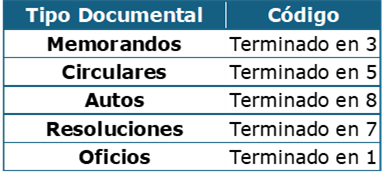 Tipo Documental Código
Memorandos Terminado en 3
Circulares Terminado en 5
Autos Terminado en 8
Resoluciones Terminado en 7
Oficios Terminado en 1